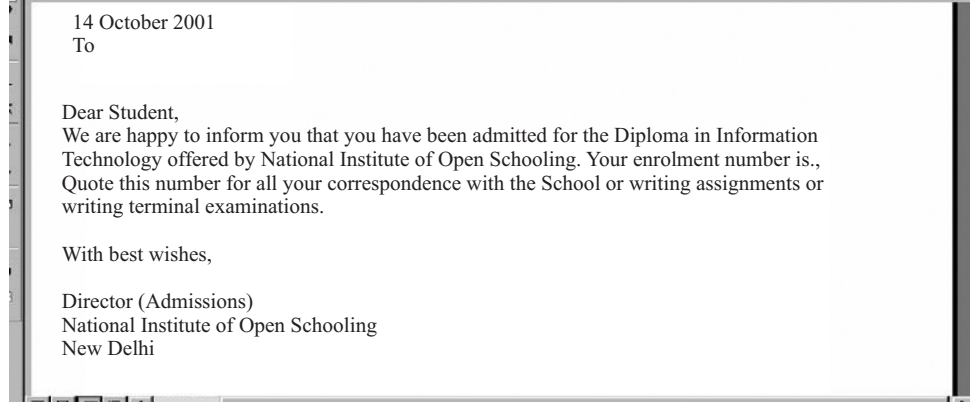 14 October 2001
To
Dear Student,
We are happy to inform you that you have been admitted for the Diploma in Information
Technology offered by National Institute of Open Schooling. Your enrolment number is.,
Quote this number for all your correspondence with the School or writing assignments or
writing terminal examinations.
With best wishes,
Director (Admissions)
National Institute of Open Schooling
New Delhi